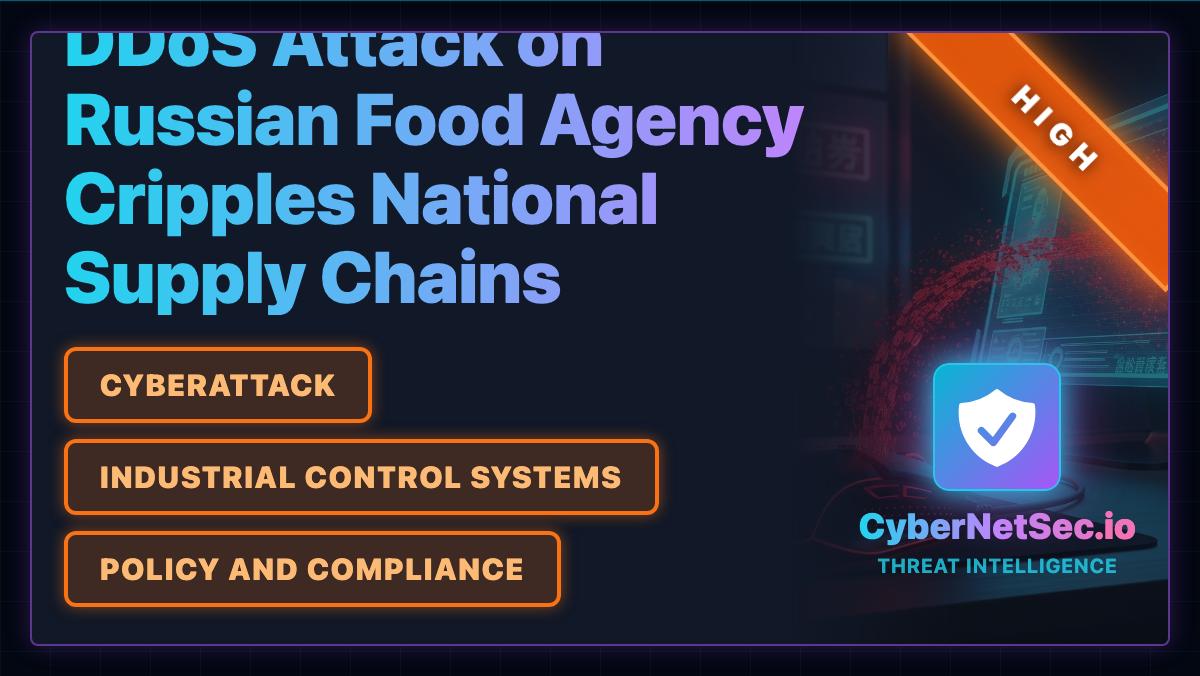 DDoS Attack on
Russian Food Agency
Cripples National
Supply Chains
HIGH
CYBERATTACK
INDUSTRIAL CONTROL SYSTEMS
POLICY AND COMPLIANCE
CyberNetSec.io
THREAT INTELLIGENCE